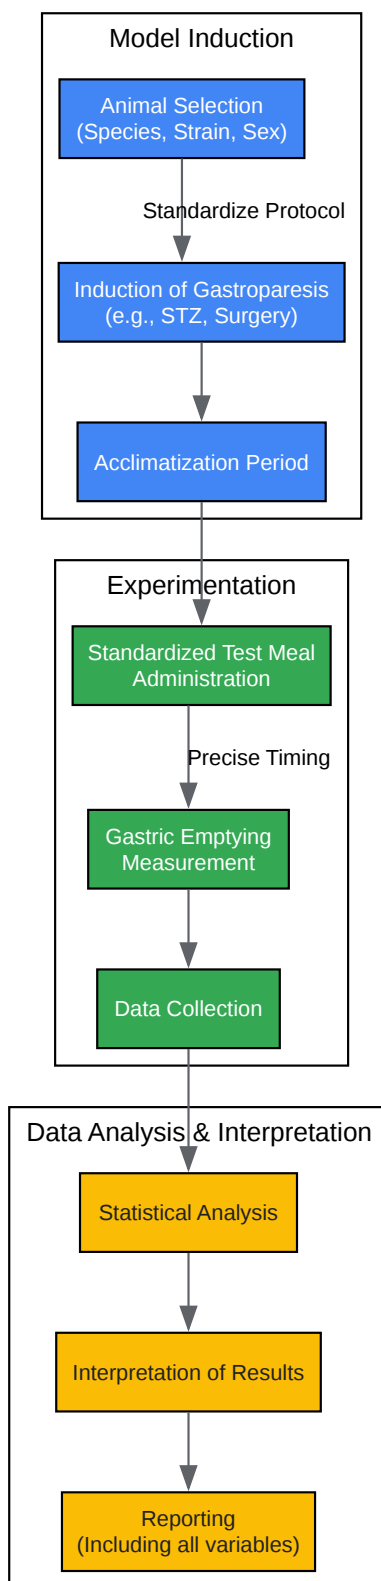 Model Induction
Animal Selection
(Species, Strain, Sex)
Standardize Protocol
Induction of Gastroparesis
(e.g., STZ, Surgery)
Acclimatization Period
Experimentation
Standardized Test Meal
Administration
Precise Timing
Gastric Emptying
Measurement
Data Collection
Data Analysis & Interpretation
Statistical Analysis
Interpretation of Results
Reporting
(Including all variables)